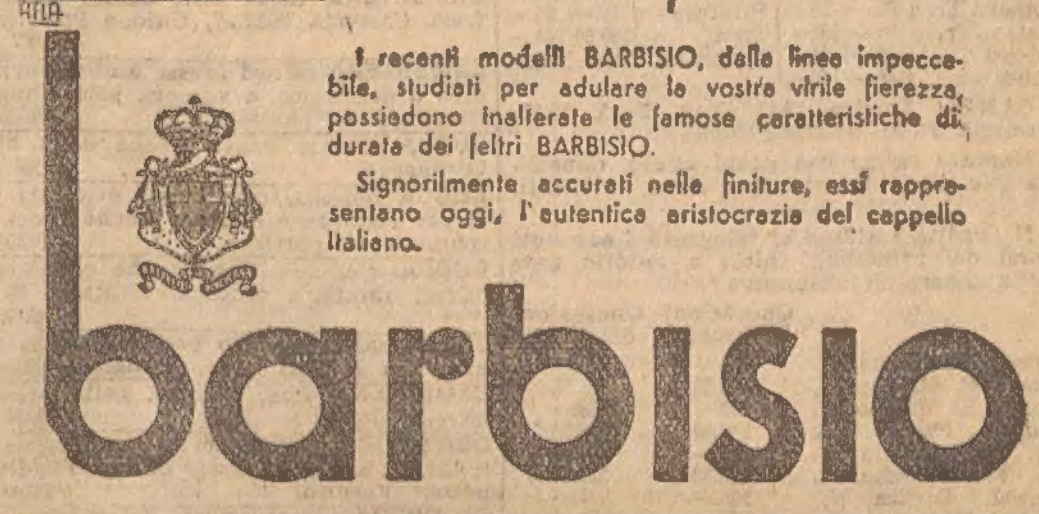 I recenti modelli BARBISIO, dalla linea impecca-
bile, studiati per adulare la vostra virile fierezza,
possiedono inalterate le famose caratteristiche di
durata dei feltri BARBISIO.
Signorilmente accurati nelle finiture, essi rappre-
sentano oggi, l'autentica aristocrazia del cappello
italiano.
barbisio